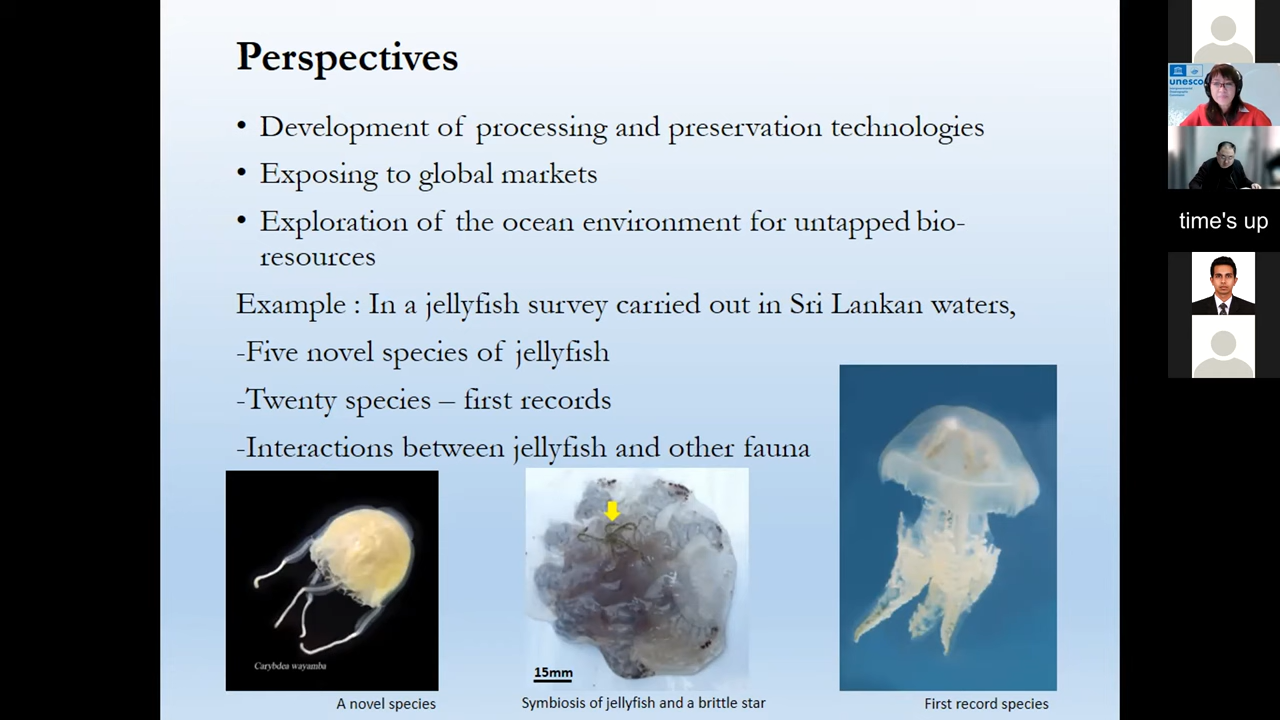 Perspectives
• Development of processing and preservation technologies
• Exposing to global markets
• Exploration of the ocean environment for untapped bio-
resources
Example : In a jellyfish survey carried out in Sri Lankan waters,
-Five novel species of jellyfish
-Twenty species – first records
-Interactions between jellyfish and other fauna
Carybdea wayamba
15mm
A novel species
Symbiosis of jellyfish and a brittle star
First record species
unesco
time's up